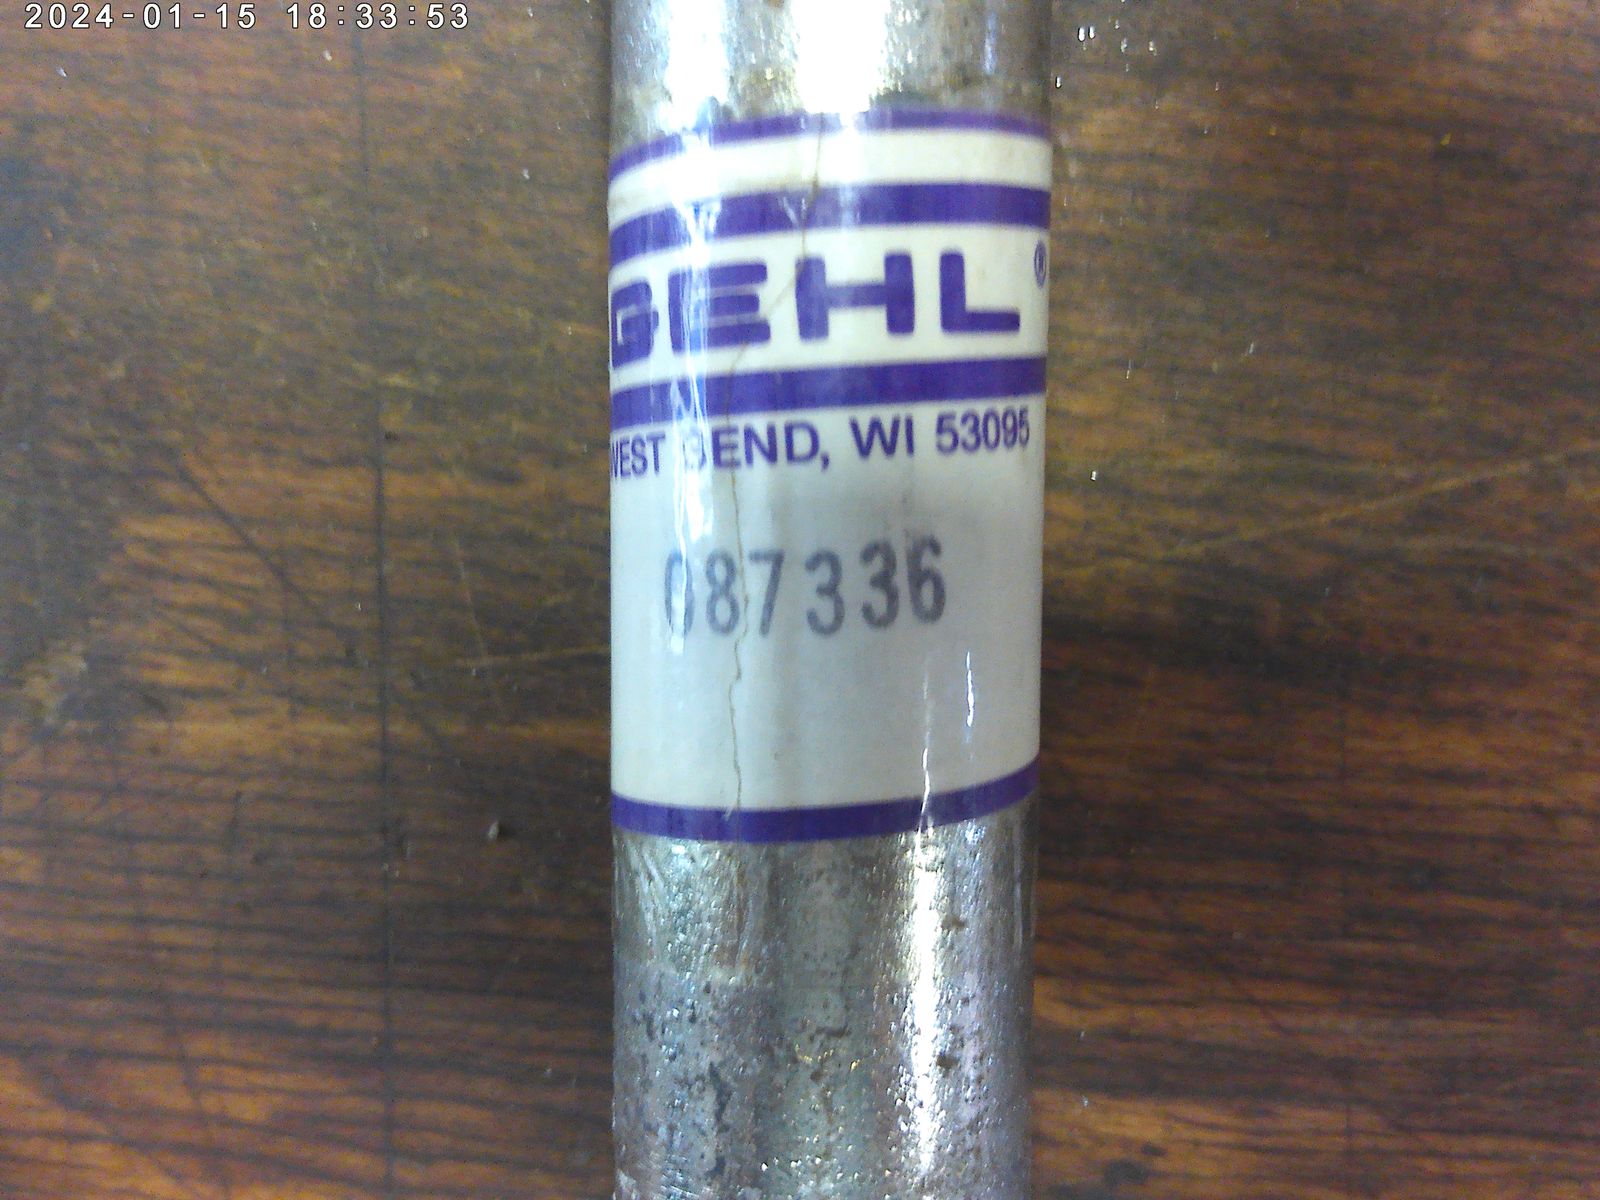 2024-01-15 18:33:53
GEHL®
WEST BEND, WI 53095
087336